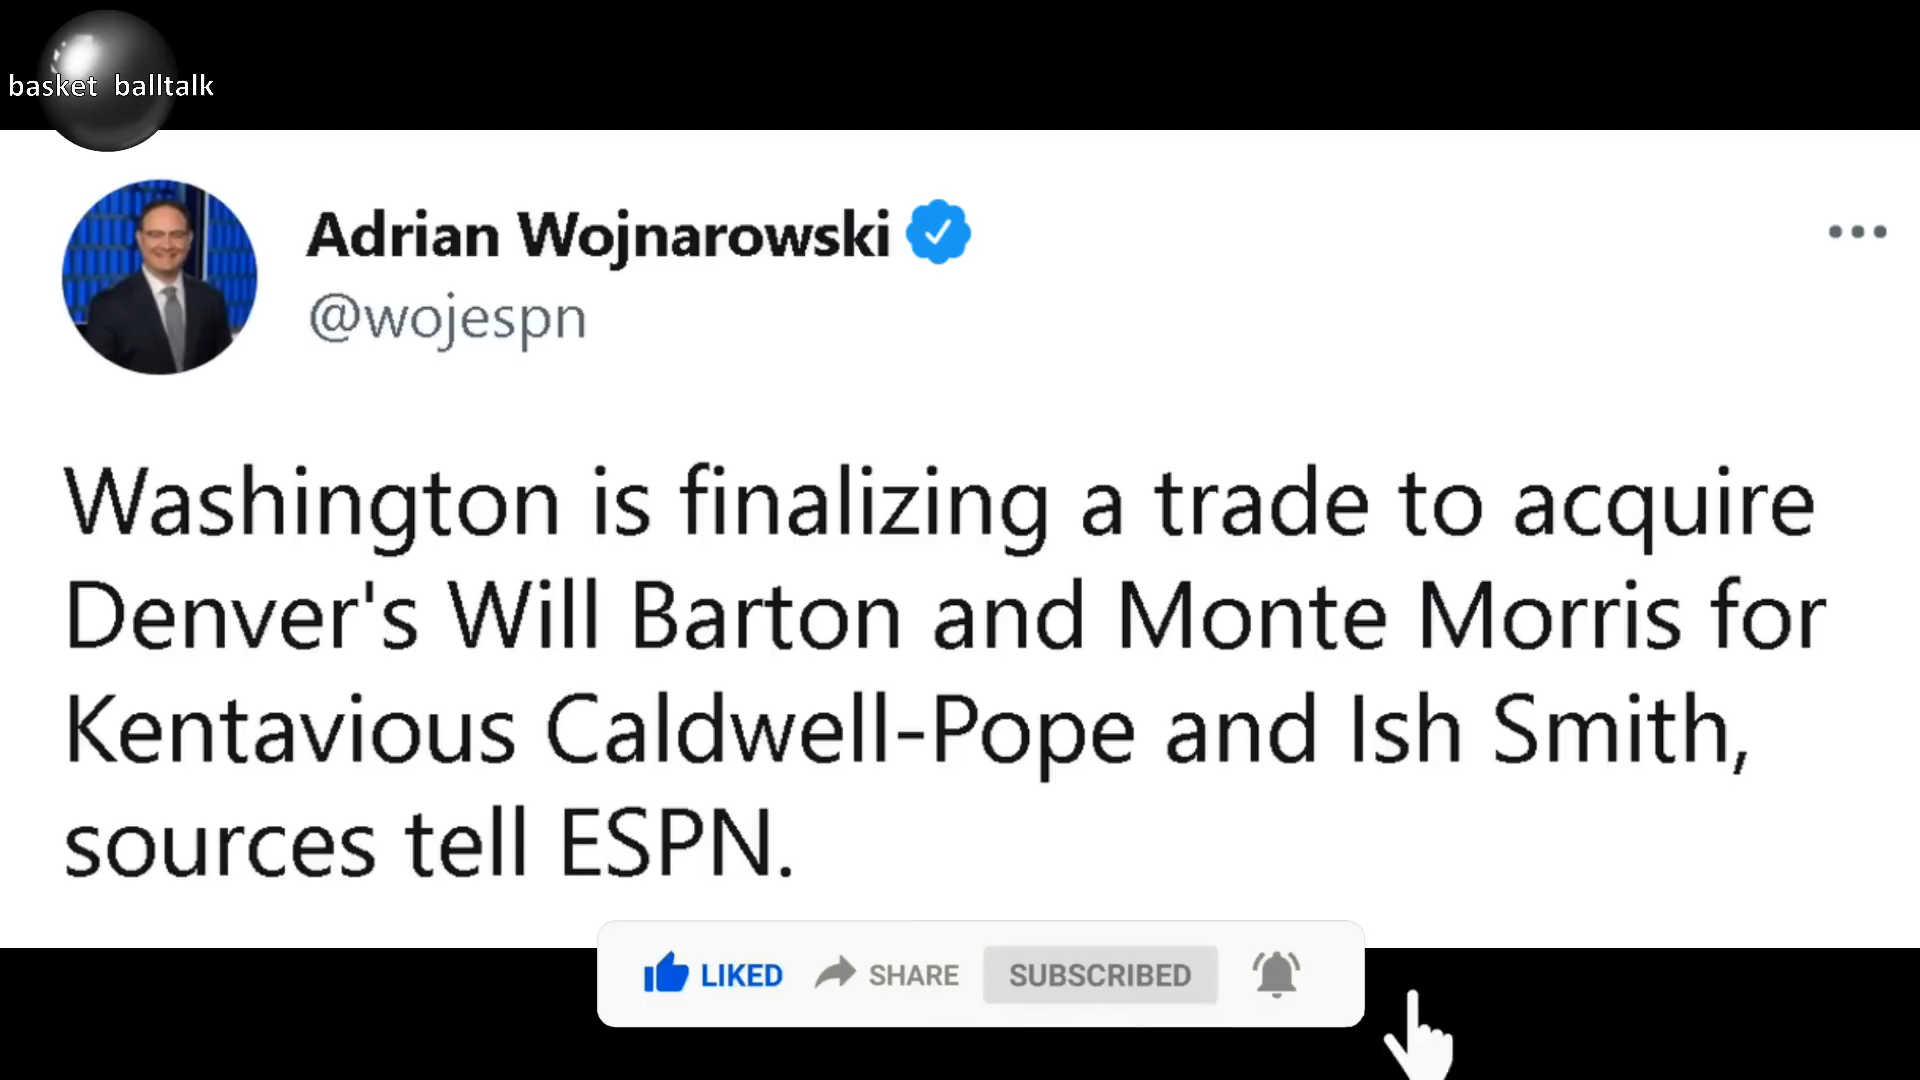 basket balltalk
Adrian Wojnarowski
@wojespn
Washington is finalizing a trade to acquire
Denver's Will Barton and Monte Morris for
Kentavious Caldwell-Pope and Ish Smith,
sources tell ESPN.
LIKED SHARE SUBSCRIBED